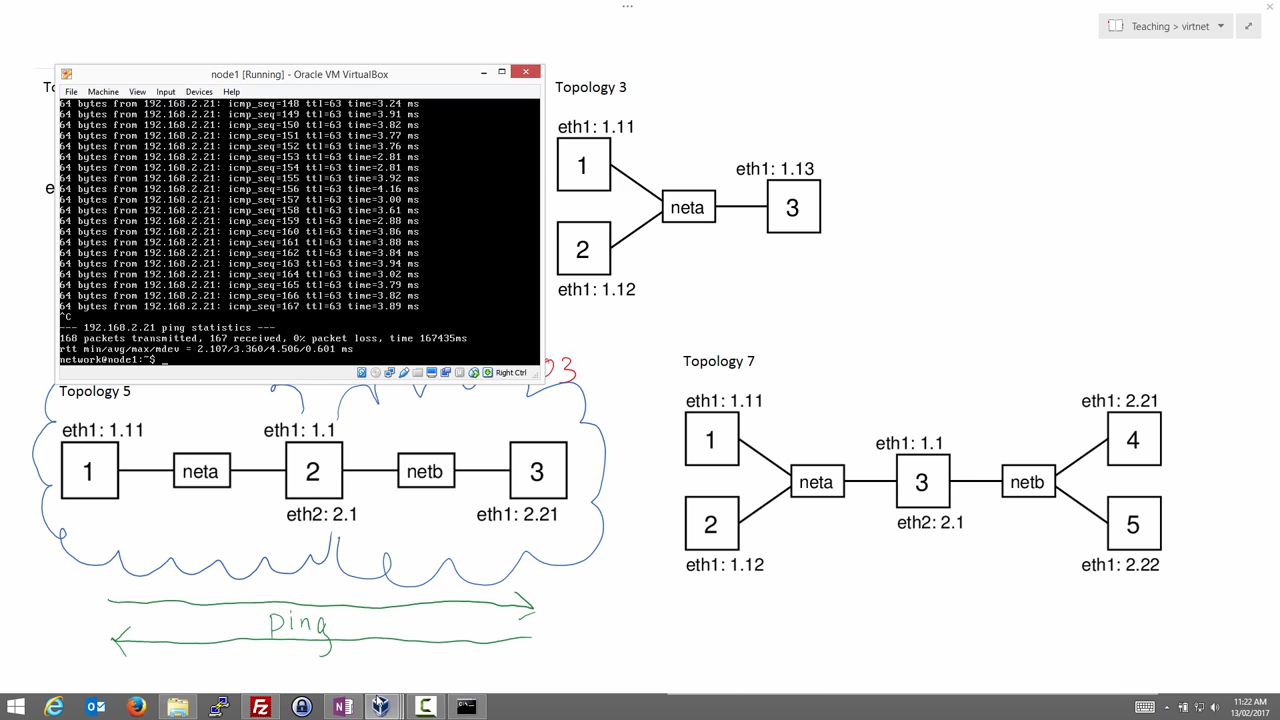 ...
Teaching > virtnet
node1 [Running] - Oracle VM VirtualBox
File Machine View Input Devices Help
64 bytes from 192.168.2.21: icmp_seq=148 ttl=63 time=3.24 ms
64 bytes from 192.168.2.21: icmp_seq=149 ttl=63 time=3.91 ms
64 bytes from 192.168.2.21: icmp_seq=150 ttl=63 time=3.82 ms
64 bytes from 192.168.2.21: icmp_seq=151 ttl=63 time=3.77 ms
64 bytes from 192.168.2.21: icmp_seq=152 ttl=63 time=3.76 ms
64 bytes from 192.168.2.21: icmp_seq=153 ttl=63 time=2.81 ms
64 bytes from 192.168.2.21: icmp_seq=154 ttl=63 time=2.81 ms
64 bytes from 192.168.2.21: icmp_seq=155 ttl=63 time=3.92 ms
64 bytes from 192.168.2.21: icmp_seq=156 ttl=63 time=4.16 ms
64 bytes from 192.168.2.21: icmp_seq=157 ttl=63 time=3.00 ms
64 bytes from 192.168.2.21: icmp_seq=158 ttl=63 time=3.61 ms
64 bytes from 192.168.2.21: icmp_seq=159 ttl=63 time=2.88 ms
64 bytes from 192.168.2.21: icmp_seq=160 ttl=63 time=3.86 ms
64 bytes from 192.168.2.21: icmp_seq=161 ttl=63 time=3.88 ms
64 bytes from 192.168.2.21: icmp_seq=162 ttl=63 time=3.84 ms
64 bytes from 192.168.2.21: icmp_seq=163 ttl=63 time=3.94 ms
64 bytes from 192.168.2.21: icmp_seq=164 ttl=63 time=3.02 ms
64 bytes from 192.168.2.21: icmp_seq=165 ttl=63 time=3.79 ms
64 bytes from 192.168.2.21: icmp_seq=166 ttl=63 time=3.82 ms
64 bytes from 192.168.2.21: icmp_seq=167 ttl=63 time=3.89 ms
^C
--- 192.168.2.21 ping statistics ---
168 packets transmitted, 167 received, 0% packet loss, time 167435ms
rtt min/avg/max/mdev = 2.107/3.360/4.506/0.601 ms
network@node1:~$ _
Right Ctrl
Topology 3
eth1: 1.11
1
eth1: 1.13
neta
3
2
eth1: 1.12
03
Topology 5
eth1: 1.11
eth1: 1.1
1
neta
2
netb
3
eth2: 2.1
eth1: 2.21
ping
Topology 7
eth1: 1.11
eth1: 2.21
1
eth1: 1.1
4
neta
3
netb
2
eth2: 2.1
5
eth1: 1.12
eth1: 2.22
11:22 AM
13/02/2017